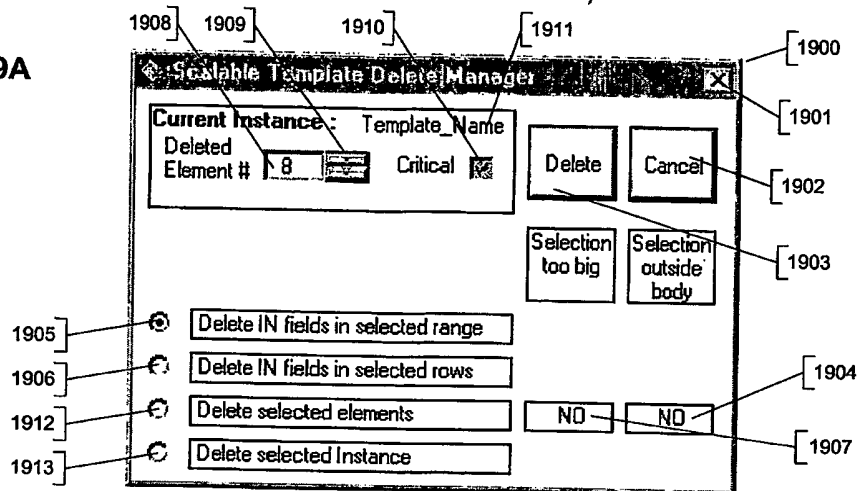 1908 1909 1910 1911
1900
9A
Scalable Template Delete Manager
1901
Current Instance : Template_Name
Deleted
Element # 8 Critical
Delete Cancel
1902
Selection too big
Selection outside body
1903
1905 Delete IN fields in selected range
1906 Delete IN fields in selected rows
1904
1912 Delete selected elements NO NO
1907
1913 Delete selected Instance